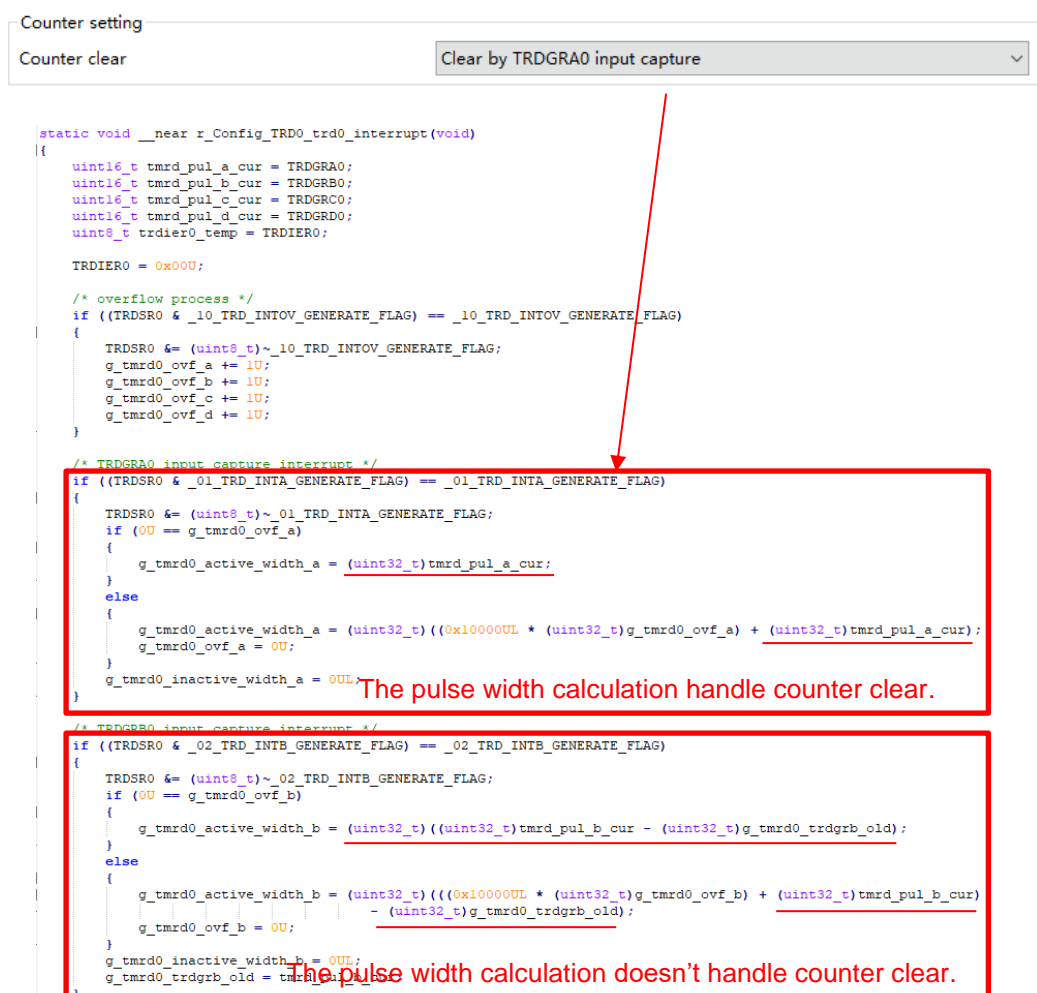 Counter setting
Counter clear
Clear by TRDGRA0 input capture
static void __near r_Config_TRD0_trd0_interrupt(void)
{
    uint16_t tmrd_pul_a_cur = TRDGRA0;
    uint16_t tmrd_pul_b_cur = TRDGRB0;
    uint16_t tmrd_pul_c_cur = TRDGRC0;
    uint16_t tmrd_pul_d_cur = TRDGRD0;
    uint8_t trdier0_temp = TRDIER0;
    TRDIER0 = 0x00U;
    /* overflow process */
    if ((TRDSR0 & _10_TRD_INTOV_GENERATE_FLAG) == _10_TRD_INTOV_GENERATE_FLAG)
    {
        TRDSR0 &= (uint8_t)~_10_TRD_INTOV_GENERATE_FLAG;
        g_tmrd0_ovf_a += 1U;
        g_tmrd0_ovf_b += 1U;
        g_tmrd0_ovf_c += 1U;
        g_tmrd0_ovf_d += 1U;
    }
    /* TRDGRA0 input capture interrupt */
    if ((TRDSR0 & _01_TRD_INTA_GENERATE_FLAG) == _01_TRD_INTA_GENERATE_FLAG)
    {
        TRDSR0 &= (uint8_t)~_01_TRD_INTA_GENERATE_FLAG;
        if (0U == g_tmrd0_ovf_a)
        {
            g_tmrd0_active_width_a = (uint32_t)tmrd_pul_a_cur;
        }
        else
        {
            g_tmrd0_active_width_a = (uint32_t)((0x10000UL * (uint32_t)g_tmrd0_ovf_a) + (uint32_t)tmrd_pul_a_cur);
            g_tmrd0_ovf_a = 0U;
        }
        g_tmrd0_inactive_width_a = 0UL;
The pulse width calculation handle counter clear.
    }
    /* TRDGRB0 input capture interrupt */
    if ((TRDSR0 & _02_TRD_INTB_GENERATE_FLAG) == _02_TRD_INTB_GENERATE_FLAG)
    {
        TRDSR0 &= (uint8_t)~_02_TRD_INTB_GENERATE_FLAG;
        if (0U == g_tmrd0_ovf_b)
        {
            g_tmrd0_active_width_b = (uint32_t)((uint32_t)tmrd_pul_b_cur - (uint32_t)g_tmrd0_trdgrb_old);
        }
        else
        {
            g_tmrd0_active_width_b = (uint32_t)(((0x10000UL * (uint32_t)g_tmrd0_ovf_b) + (uint32_t)tmrd_pul_b_cur)
                                     - (uint32_t)g_tmrd0_trdgrb_old);
            g_tmrd0_ovf_b = 0U;
        }
        g_tmrd0_inactive_width_b = 0UL;
        g_tmrd0_trdgrb_old = tmrd_pul_b_cur;
The pulse width calculation doesn't handle counter clear.
    }